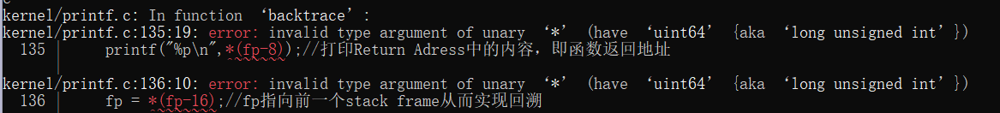 kernel/printf.c: In function ‘backtrace’:
kernel/printf.c:135:19: error: invalid type argument of unary ‘*’ (have ‘uint64’ {aka ‘long unsigned int’})
135 | printf("%p\n",*(fp-8));//打印Return Adress中的内容，即函数返回地址
kernel/printf.c:136:10: error: invalid type argument of unary ‘*’ (have ‘uint64’ {aka ‘long unsigned int’})
136 | fp = *(fp-16);//fp指向前一个stack frame从而实现回溯